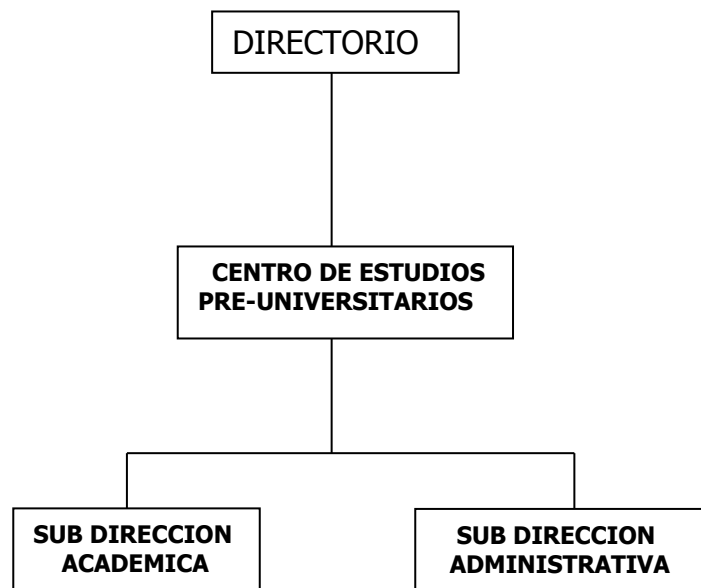 DIRECTORIO
CENTRO DE ESTUDIOS
PRE-UNIVERSITARIOS
SUB DIRECCION
ACADEMICA
SUB DIRECCION
ADMINISTRATIVA